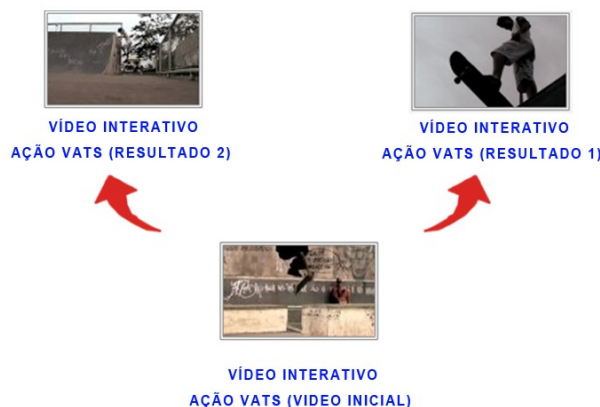 VÍDEO INTERATIVO
AÇÃO VATS (RESULTADO 2)
VÍDEO INTERATIVO
AÇÃO VATS (RESULTADO 1)
VÍDEO INTERATIVO
AÇÃO VATS (VIDEO INICIAL)